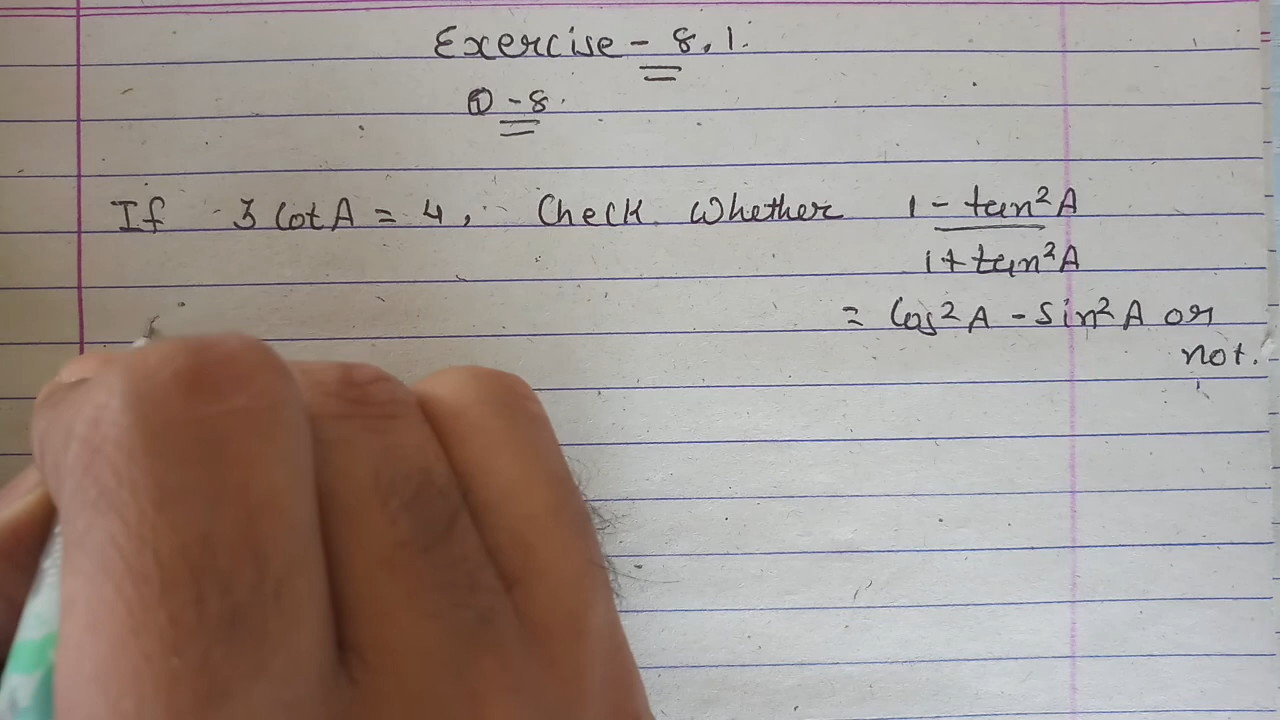 Exercise - 8.1.
Q - 8.
If 3 Cot A = 4, Check Whether 1 - tan²A
1 + tan²A
= Cos²A - Sin²A or
not.